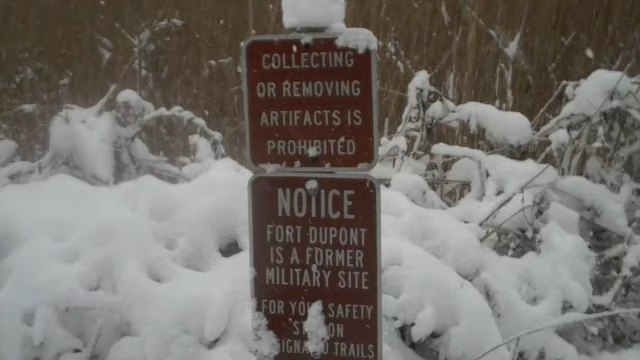 COLLECTING
OR REMOVING
ARTIFACTS IS
PROHIBITED
NOTICE
FORT DUPONT
IS A FORMER
MILITARY SITE
FOR YOUR SAFETY
ON
TRAILS